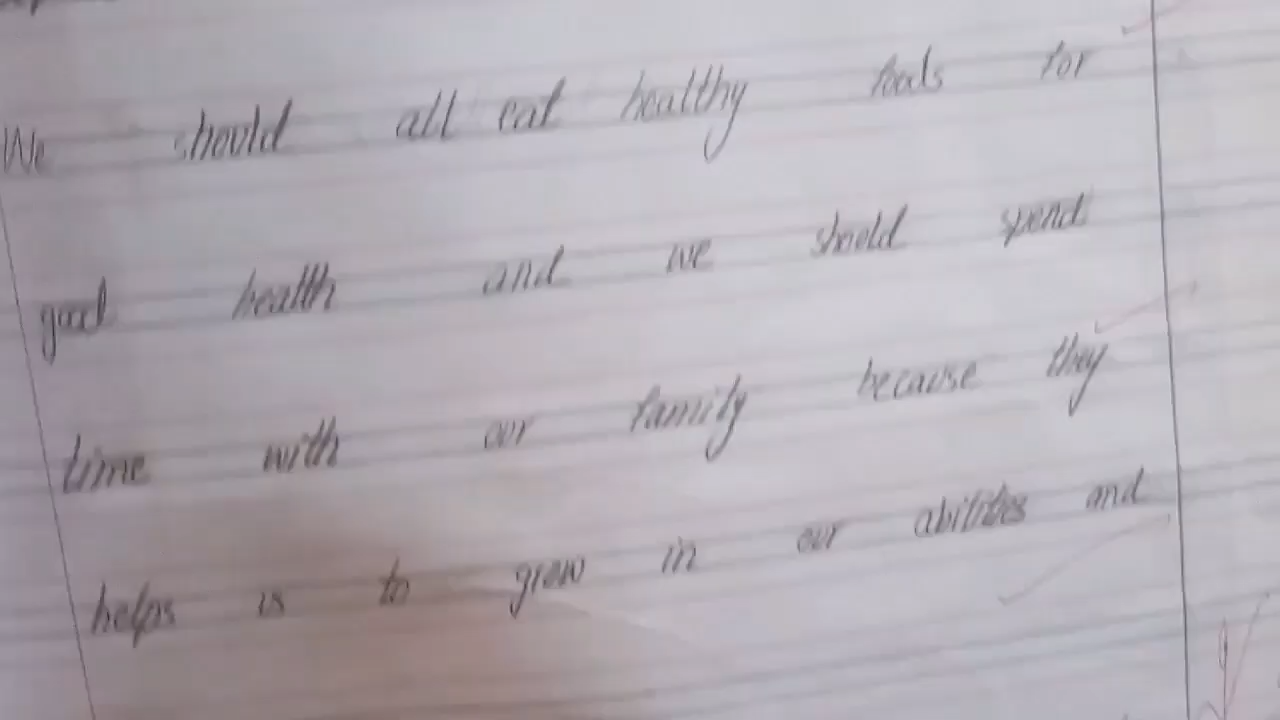 We should all eat healthy foods for
good health and we should spend
time with our family because they
helps is to grow in our abilities and